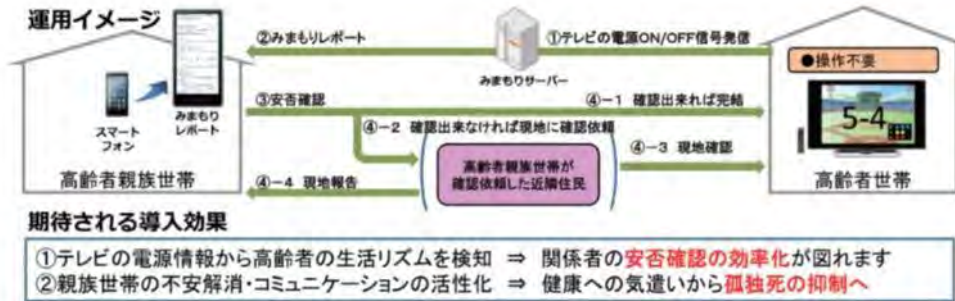 運用イメージ
②みまもりレポート
①テレビの電源ON/OFF信号発信
みまもりサーバー
●操作不要
5-4
スマート
フォン
みまもり
レポート
③安否確認
④-1 確認出来れば完結
④-2 確認出来なければ現地に確認依頼
高齢者親族世帯が
確認依頼した近隣住民
④-3 現地確認
④-4 現地報告
高齢者親族世帯
高齢者世帯
期待される導入効果
①テレビの電源情報から高齢者の生活リズムを検知 ⇒ 関係者の安否確認の効率化が図れます
②親族世帯の不安解消・コミュニケーションの活性化 ⇒ 健康への気遣いから孤独死の抑制へ